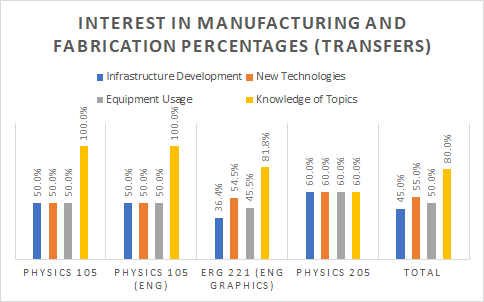 INTEREST IN MANUFACTURING AND
FABRICATION PERCENTAGES (TRANSFERS)
Infrastructure Development New Technologies
Equipment Usage Knowledge of Topics
50.0% 50.0% 50.0% 100.0% 50.0% 50.0% 50.0% 100.0% 36.4% 54.5% 45.5% 81.8% 60.0% 60.0% 60.0% 60.0% 45.0% 55.0% 50.0% 80.0%
PHYSICS 105 PHYSICS 105 ERG 221 (ENG PHYSICS 205 TOTAL
(ENG) GRAPHICS)